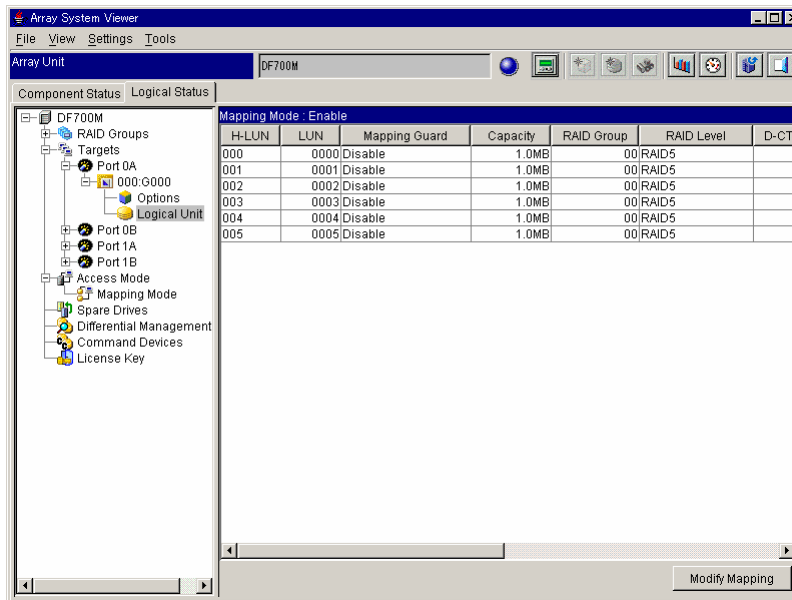 Array System Viewer
File View Settings Tools
Array Unit
DF700M
Component Status Logical Status
DF700M
RAID Groups
Targets
Port 0A
000:G000
Options
Logical Unit
Port 0B
Port 1A
Port 1B
Access Mode
Mapping Mode
Spare Drives
Differential Management
Command Devices
License Key
Mapping Mode : Enable
H-LUN LUN Mapping Guard Capacity RAID Group RAID Level D-CT
000 0000 Disable 1.0MB 00 RAID5
001 0001 Disable 1.0MB 00 RAID5
002 0002 Disable 1.0MB 00 RAID5
003 0003 Disable 1.0MB 00 RAID5
004 0004 Disable 1.0MB 00 RAID5
005 0005 Disable 1.0MB 00 RAID5
Modify Mapping